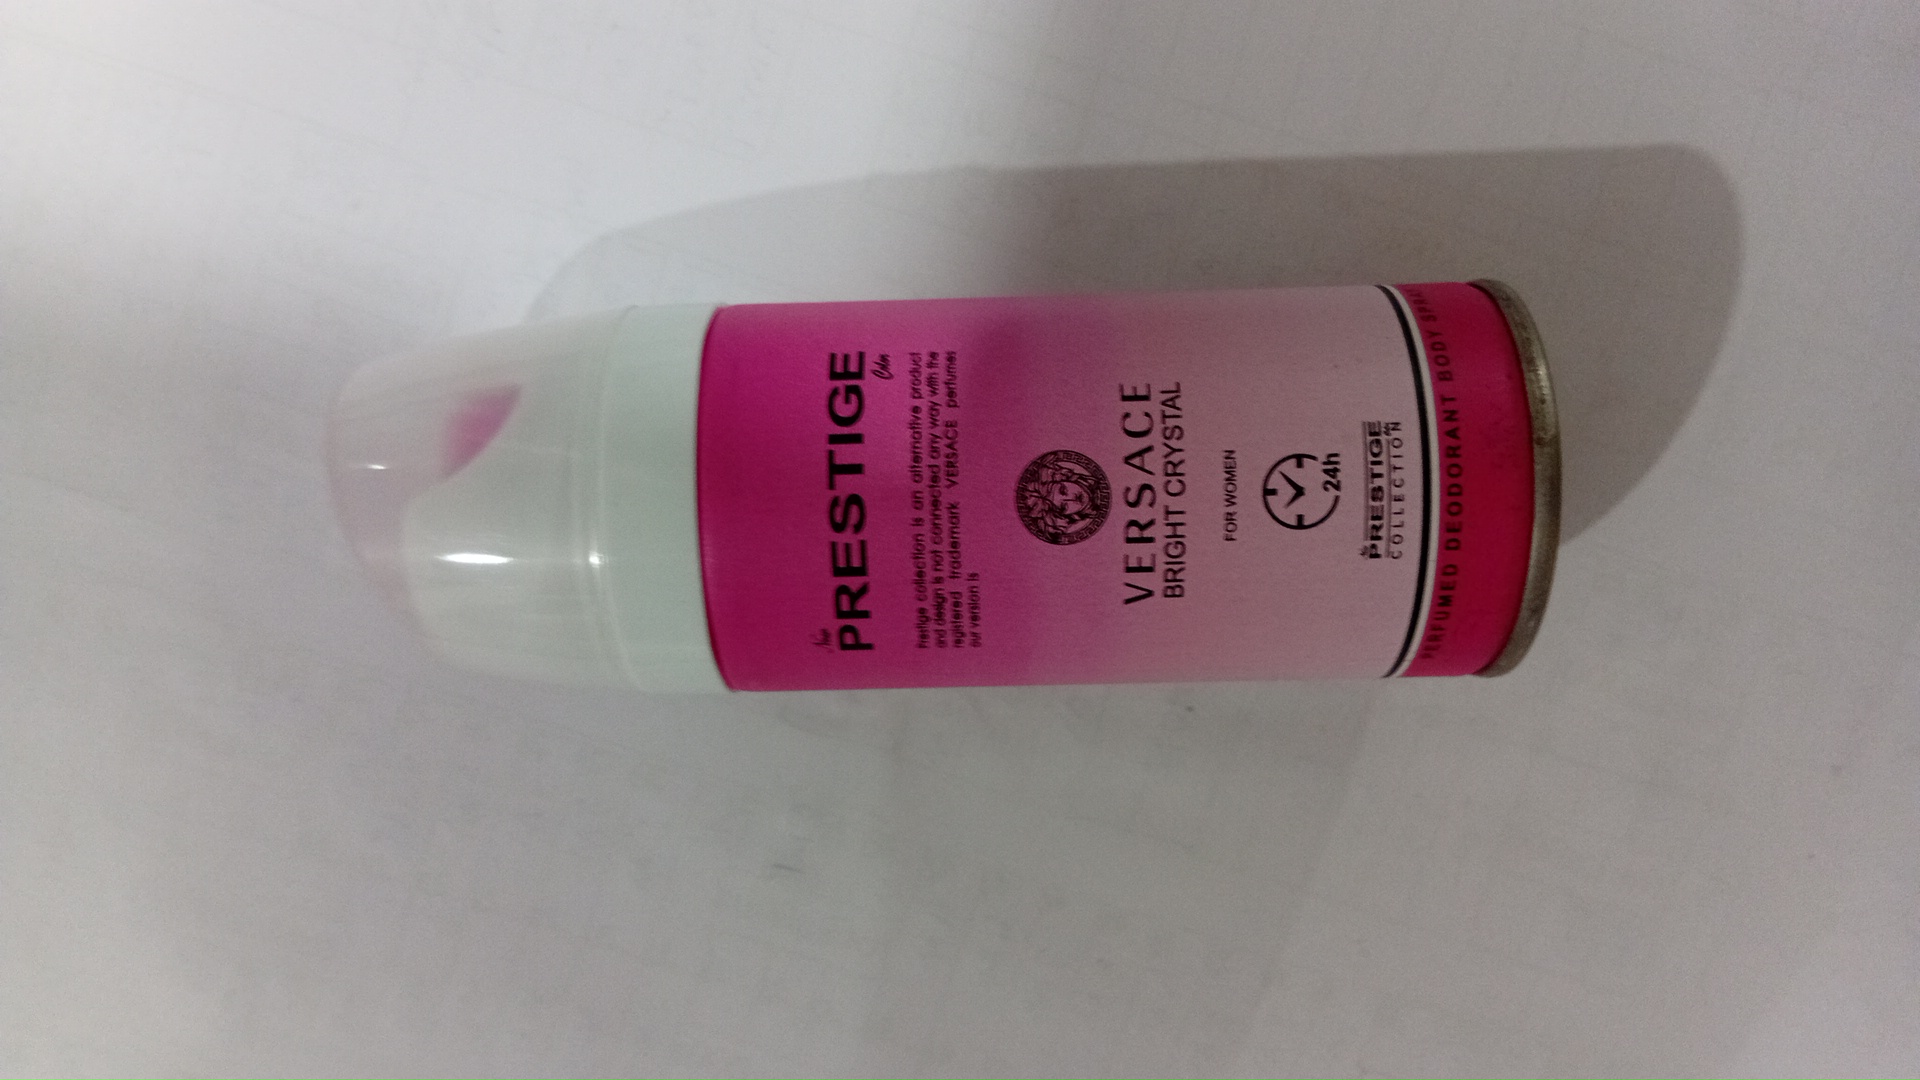 New
PRESTIGE
Color
Prestige collection is an alternative product
and design is not connected any way with the
registered trademark VERSACE perfumes
our version is
VERSACE
BRIGHT CRYSTAL
FOR WOMEN
24h
PRESTIGE
COLLECTION
PERFUMED DEODORANT BODY SPRAY